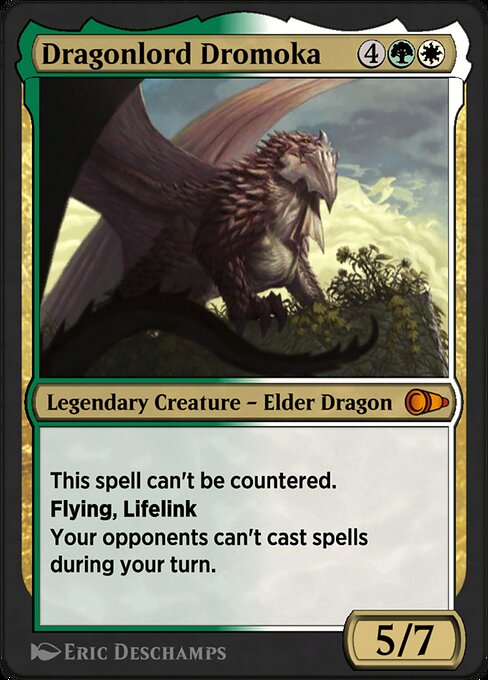 Dragonlord Dromoka 4
Legendary Creature – Elder Dragon
This spell can't be countered.
Flying, Lifelink
Your opponents can't cast spells
during your turn.
5/7
Eric Deschamps